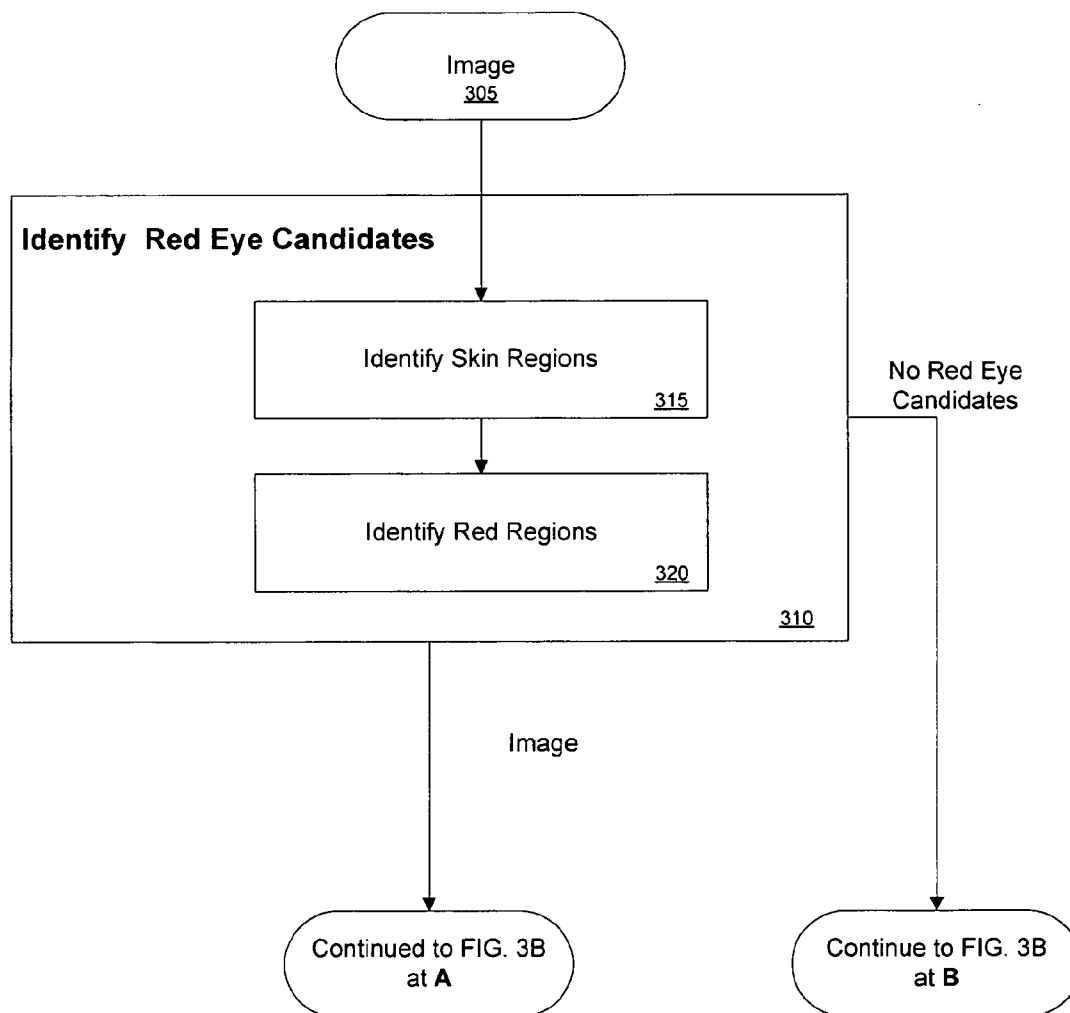 Image
305
Identify Red Eye Candidates
Identify Skin Regions
315
No Red Eye
Candidates
Identify Red Regions
320
310
Image
Continued to FIG. 3B
at A
Continue to FIG. 3B
at B